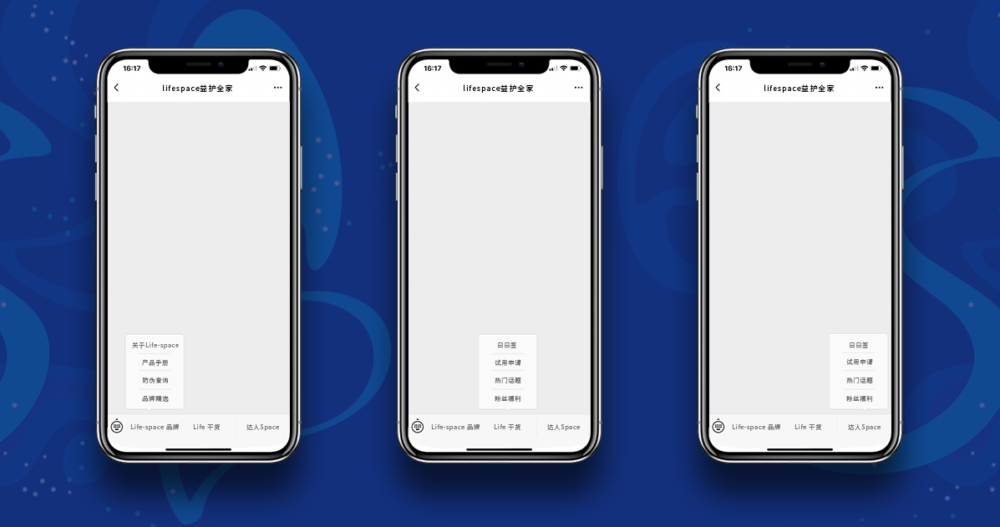 16:17
lifespace益护全家
关于Life-space
产品手册
防伪查询
品牌精选
Life-space 品牌
Life 干货
达人Space
16:17
lifespace益护全家
日日签
试用申请
热门话题
粉丝福利
Life-space 品牌
Life 干货
达人Space
16:17
lifespace益护全家
日日签
试用申请
热门话题
粉丝福利
Life-space 品牌
Life 干货
达人Space